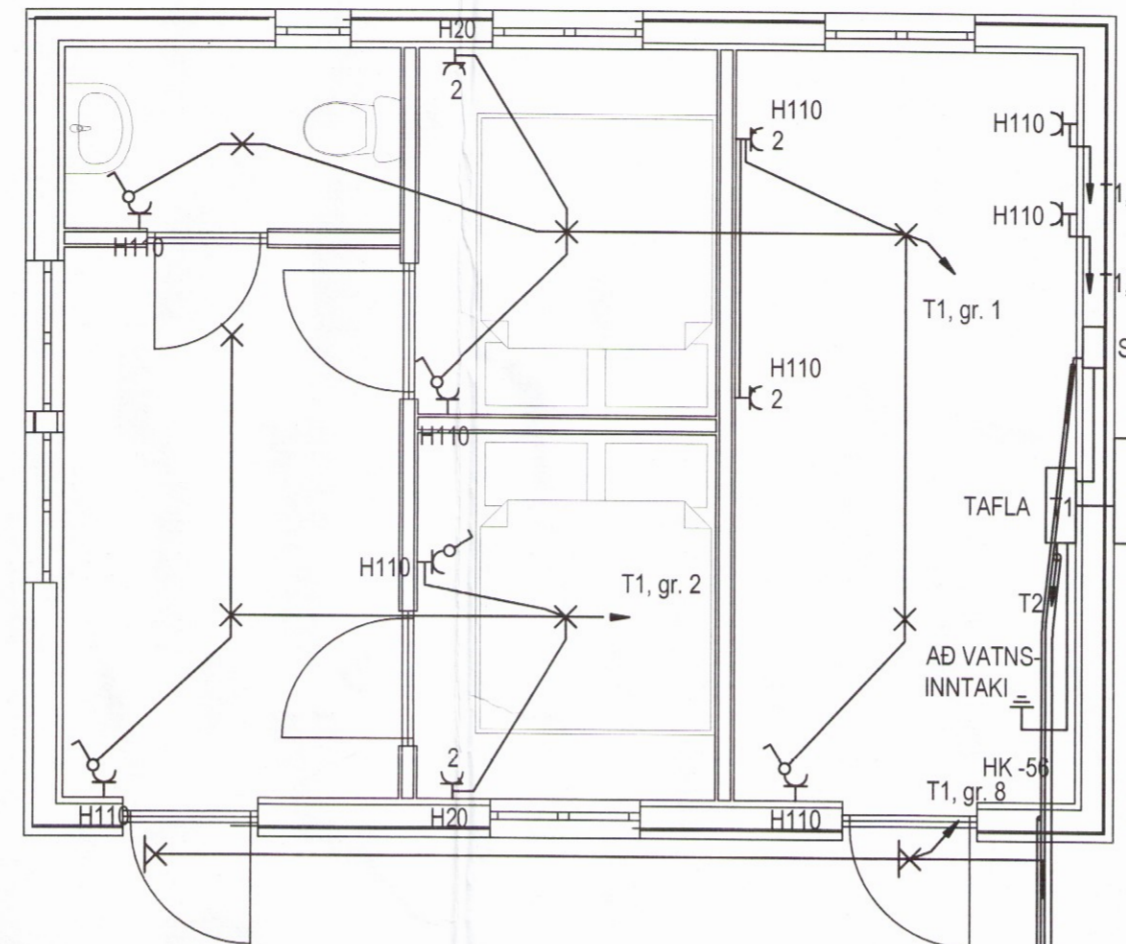 H20
2
H110
2
H110
H110
H110
T1, gr. 1
H110
2
H110
TAFLA T1
H110
T1, gr. 2
T2
AÐ VATNS-
INNTAKI
HK -56
T1, gr. 8
2
H110
H20
H110